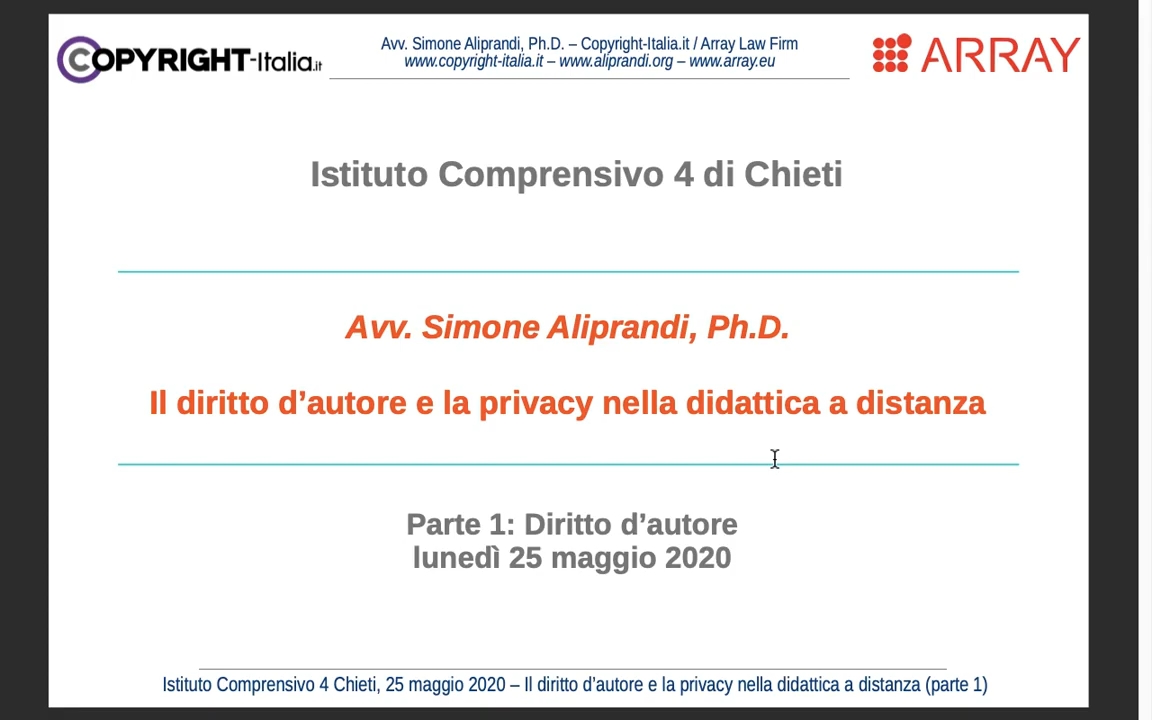 COPYRIGHT-Italia.it
Avv. Simone Aliprandi, Ph.D. – Copyright-Italia.it / Array Law Firm
www.copyright-italia.it – www.aliprandi.org – www.array.eu
ARRAY
Istituto Comprensivo 4 di Chieti
Avv. Simone Aliprandi, Ph.D.
Il diritto d’autore e la privacy nella didattica a distanza
Parte 1: Diritto d’autore
lunedì 25 maggio 2020
Istituto Comprensivo 4 Chieti, 25 maggio 2020 – Il diritto d’autore e la privacy nella didattica a distanza (parte 1)